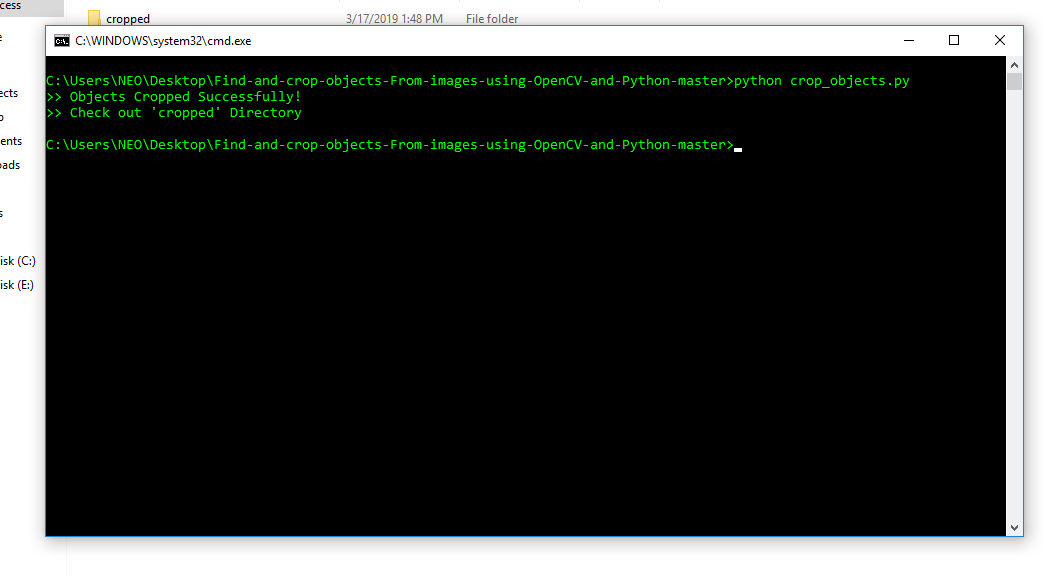 cess
cropped 3/17/2019 1:48 PM File folder
C:\WINDOWS\system32\cmd.exe
C:\Users\NEO\Desktop\Find-and-crop-objects-From-images-using-OpenCV-and-Python-master>python crop_objects.py
>> Objects Cropped Successfully!
>> Check out 'cropped' Directory
C:\Users\NEO\Desktop\Find-and-crop-objects-From-images-using-OpenCV-and-Python-master>
e
ects
p
ents
oads
s
isk (C:)
isk (E:)